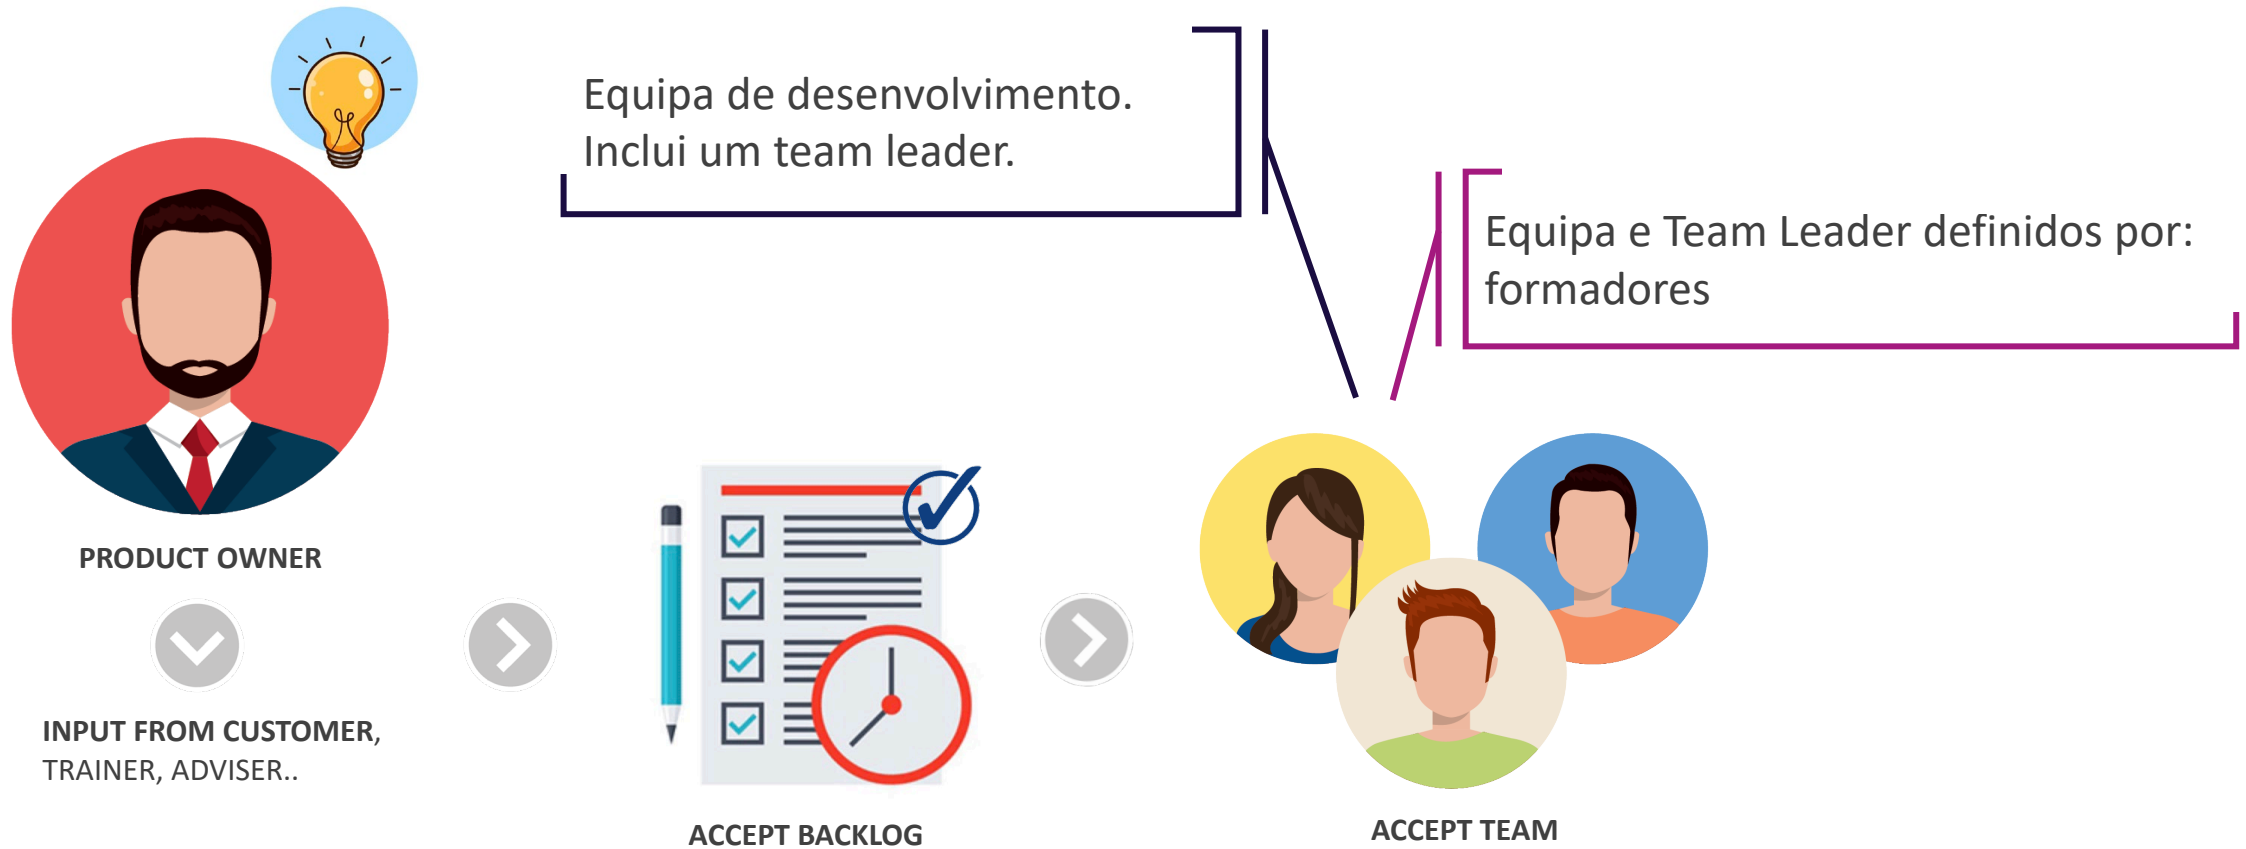 Equipa de desenvolvimento.
Inclui um team leader.
Equipa e Team Leader definidos por:
formadores
PRODUCT OWNER
INPUT FROM CUSTOMER,
TRAINER, ADVISER..
ACCEPT BACKLOG
ACCEPT TEAM